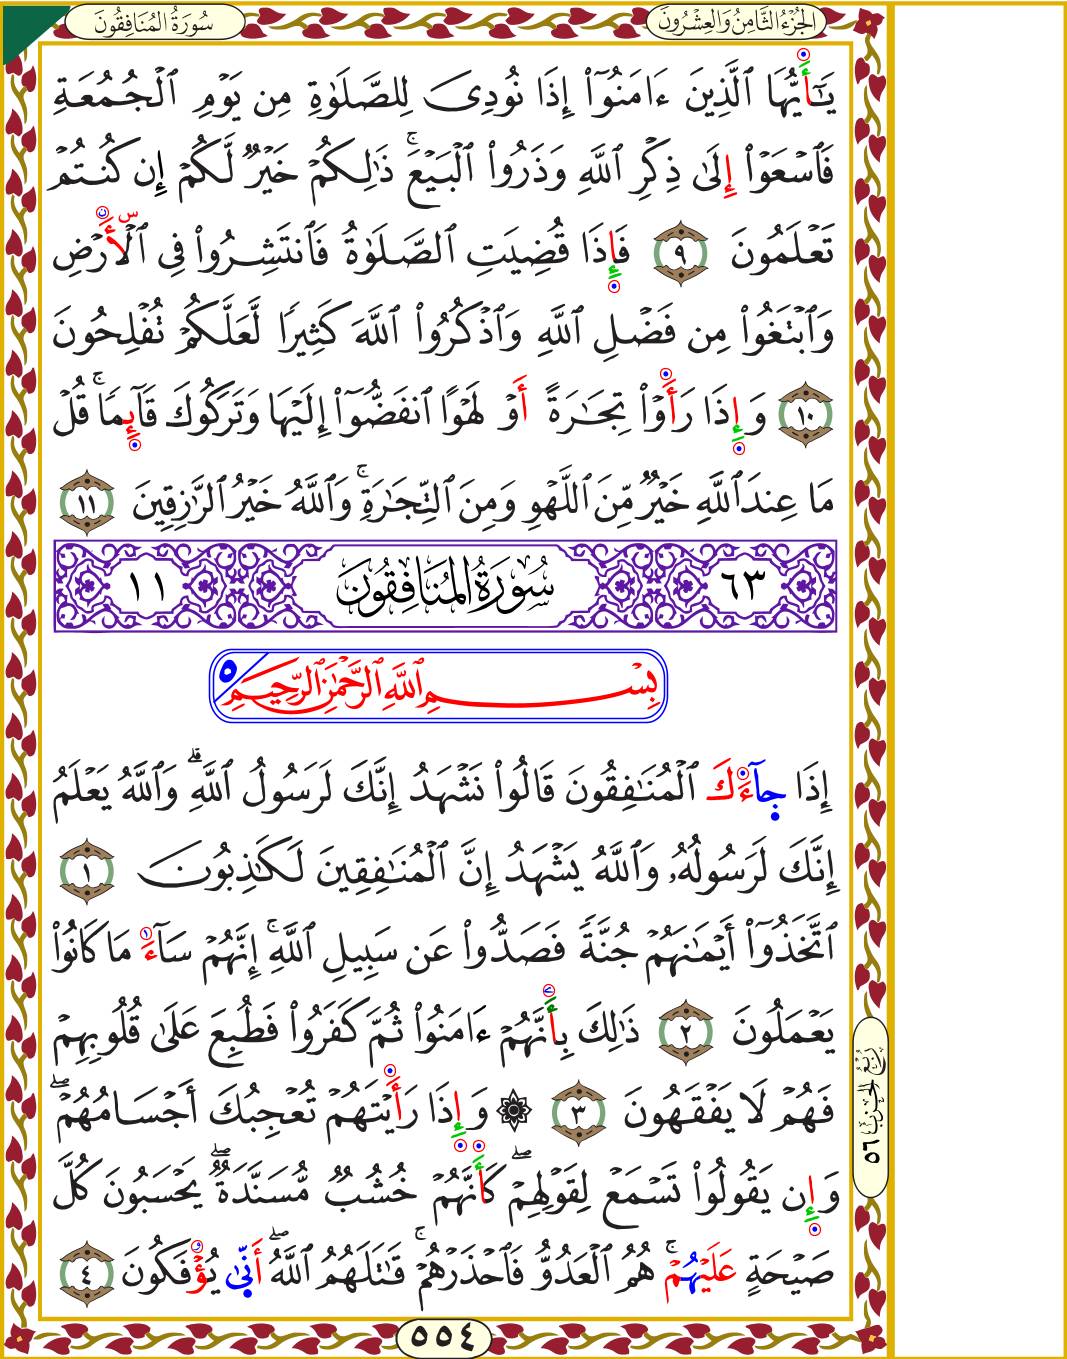 سُورَةُ المُنَافِقُونَ
الجُزْءُ الثَّامِنُ وَالعِشْرُونَ
يَـٰٓأَيُّهَا ٱلَّذِينَ ءَامَنُوٓا۟ إِذَا نُودِىَ لِلصَّلَوٰةِ مِن يَوْمِ ٱلْجُمُعَةِ
فَٱسْعَوْا۟ إِلَىٰ ذِكْرِ ٱللَّهِ وَذَرُوا۟ ٱلْبَيْعَ ۚ ذَٰلِكُمْ خَيْرٌ لَّكُمْ إِن كُنتُمْ
تَعْلَمُونَ ٩ فَإِذَا قُضِيَتِ ٱلصَّلَوٰةُ فَٱنتَشِرُوا۟ فِى ٱلْأَرْضِ
وَٱبْتَغُوا۟ مِن فَضْلِ ٱللَّهِ وَٱذْكُرُوا۟ ٱللَّهَ كَثِيرًا لَّعَلَّكُمْ تُفْلِحُونَ
١٠ وَإِذَا رَأَوْا۟ تِجَـٰرَةً أَوْ لَهْوًا ٱنفَضُّوٓا۟ إِلَيْهَا وَتَرَكُوكَ قَآئِمًا ۚ قُلْ
مَا عِندَ ٱللَّهِ خَيْرٌ مِّنَ ٱللَّهْوِ وَمِنَ ٱلتِّجَـٰرَةِ ۚ وَٱللَّهُ خَيْرُ ٱلرَّٰزِقِينَ ١١
٦٣ سُورَةُ المُنَافِقُونَ ١١
بِسْمِ ٱللَّهِ ٱلرَّحْمَـٰنِ ٱلرَّحِيمِ ٥
إِذَا جَآءَكَ ٱلْمُنَـٰفِقُونَ قَالُوا۟ نَشْهَدُ إِنَّكَ لَرَسُولُ ٱللَّهِ ۗ وَٱللَّهُ يَعْلَمُ
إِنَّكَ لَرَسُولُهُۥ وَٱللَّهُ يَشْهَدُ إِنَّ ٱلْمُنَـٰفِقِينَ لَكَـٰذِبُونَ ١
ٱتَّخَذُوٓا۟ أَيْمَـٰنَهُمْ جُنَّةً فَصَدُّوا۟ عَن سَبِيلِ ٱللَّهِ ۚ إِنَّهُمْ سَآءَ مَا كَانُوا۟
يَعْمَلُونَ ٢ ذَٰلِكَ بِأَنَّهُمْ ءَامَنُوا۟ ثُمَّ كَفَرُوا۟ فَطُبِعَ عَلَىٰ قُلُوبِهِمْ
فَهُمْ لَا يَفْقَهُونَ ٣ ۞ وَإِذَا رَأَيْتَهُمْ تُعْجِبُكَ أَجْسَامُهُمْ ۖ
وَإِن يَقُولُوا۟ تَسْمَعْ لِقَوْلِهِمْ ۖ كَأَنَّهُمْ خُشُبٌ مُّسَنَّدَةٌ ۖ يَحْسَبُونَ كُلَّ
صَيْحَةٍ عَلَيْهِمْ ۚ هُمُ ٱلْعَدُوُّ فَٱحْذَرْهُمْ ۚ قَـٰتَلَهُمُ ٱللَّهُ ۖ أَنَّىٰ يُؤْفَكُونَ ٤
رُبْعُ الحِزْبِ ٥٦
٥٥٤